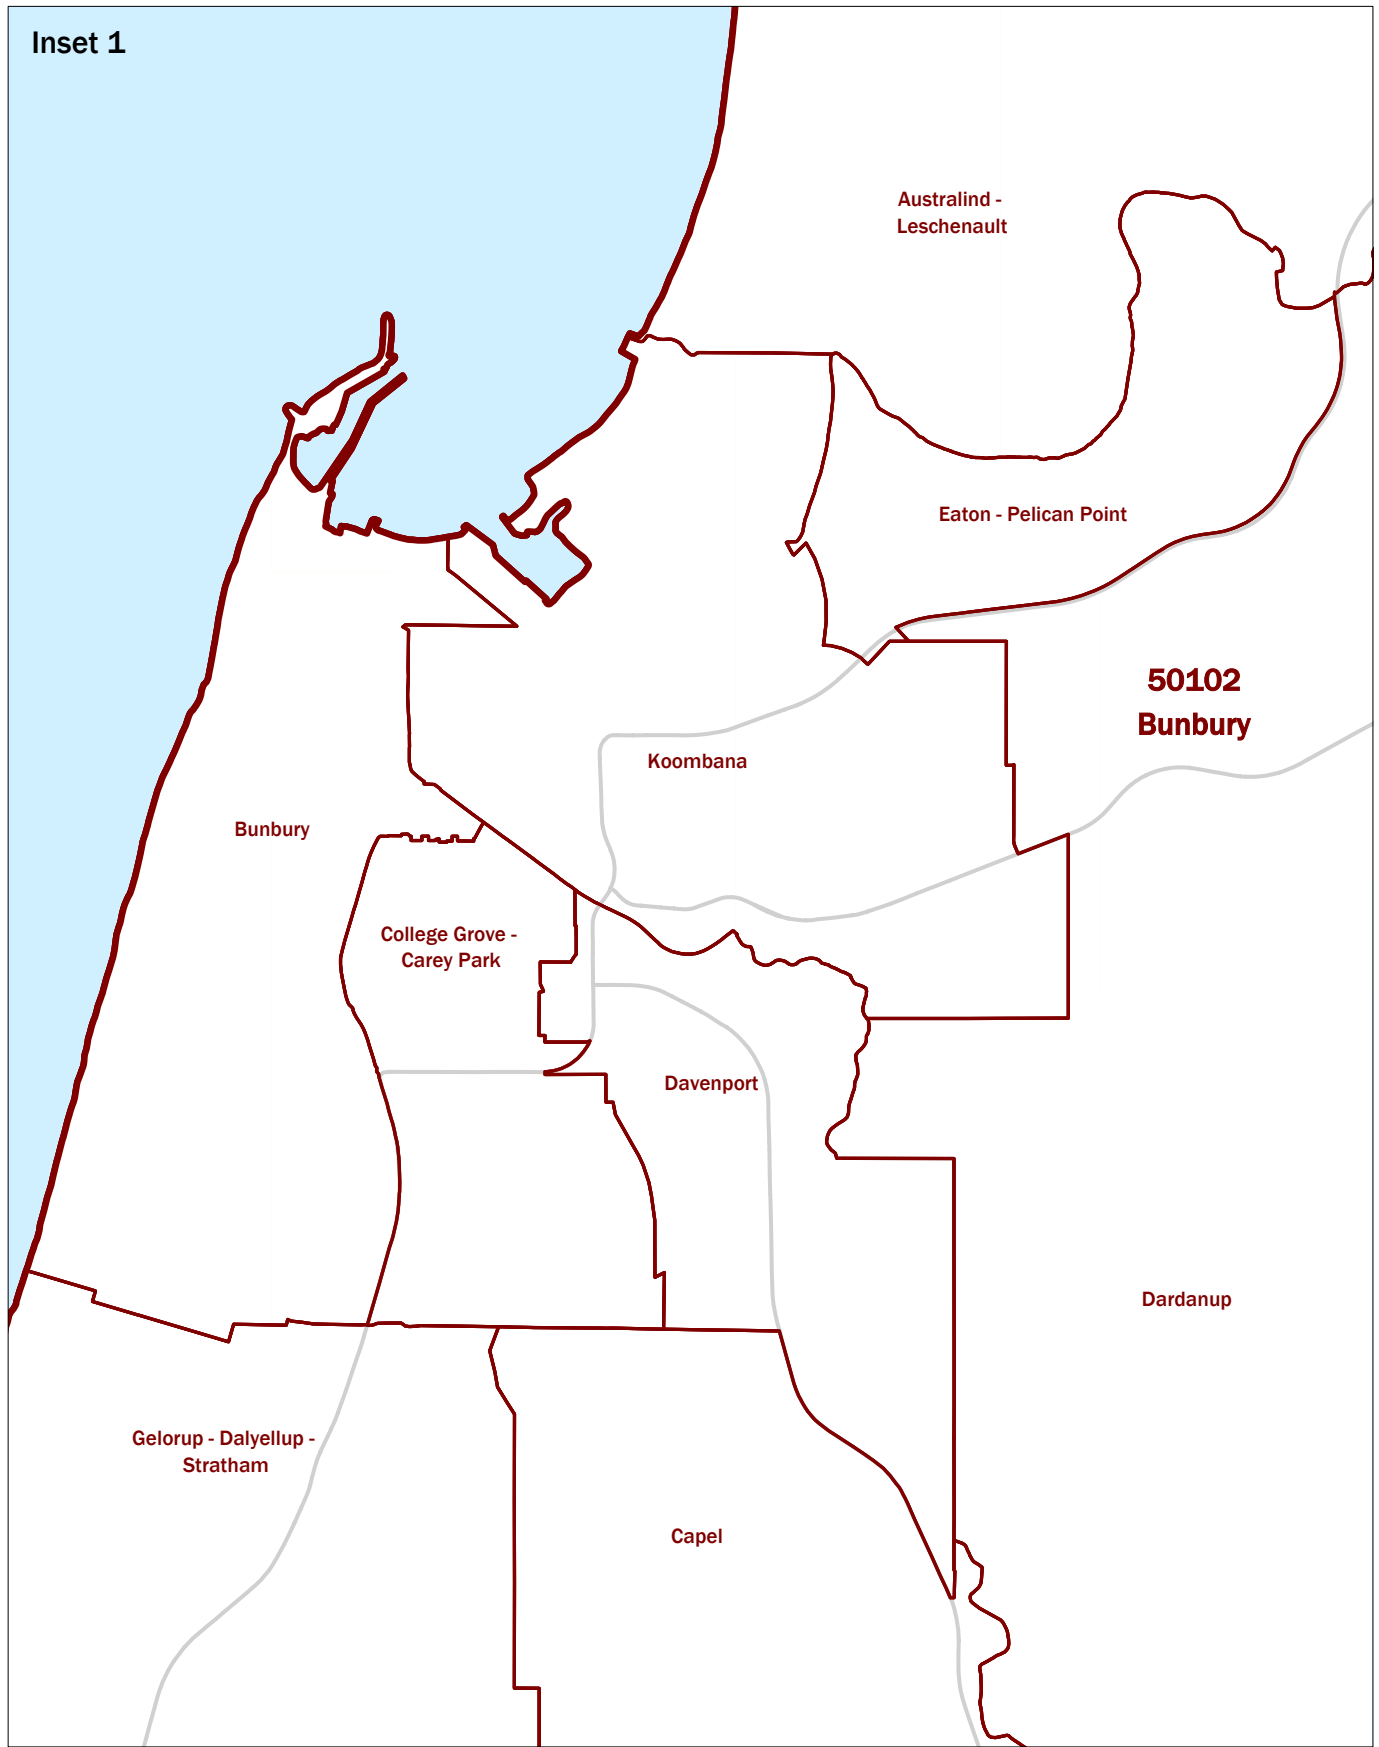 Inset 1
Australind -
Leschenault
Eaton - Pelican Point
50102
Bunbury
Koombana
Bunbury
College Grove -
Carey Park
Davenport
Dardanup
Gelorup - Dalyellup -
Stratham
Capel